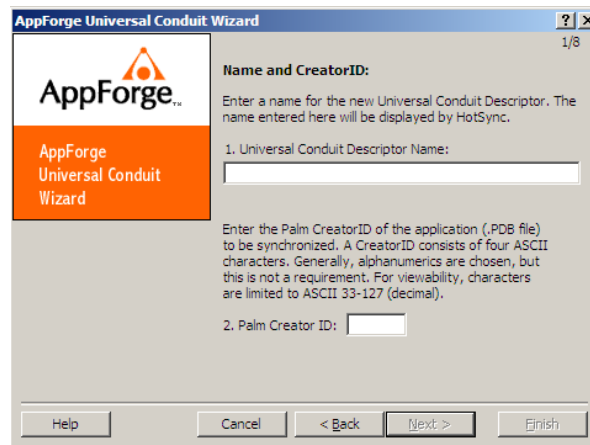 AppForge Universal Conduit Wizard
1/8
AppForge™
AppForge
Universal Conduit
Wizard
Name and CreatorID:
Enter a name for the new Universal Conduit Descriptor. The
name entered here will be displayed by HotSync.
1. Universal Conduit Descriptor Name:
Enter the Palm CreatorID of the application (.PDB file)
to be synchronized. A CreatorID consists of four ASCII
characters. Generally, alphanumerics are chosen, but
this is not a requirement. For viewability, characters
are limited to ASCII 33-127 (decimal).
2. Palm Creator ID:
Help Cancel < Back Next > Finish